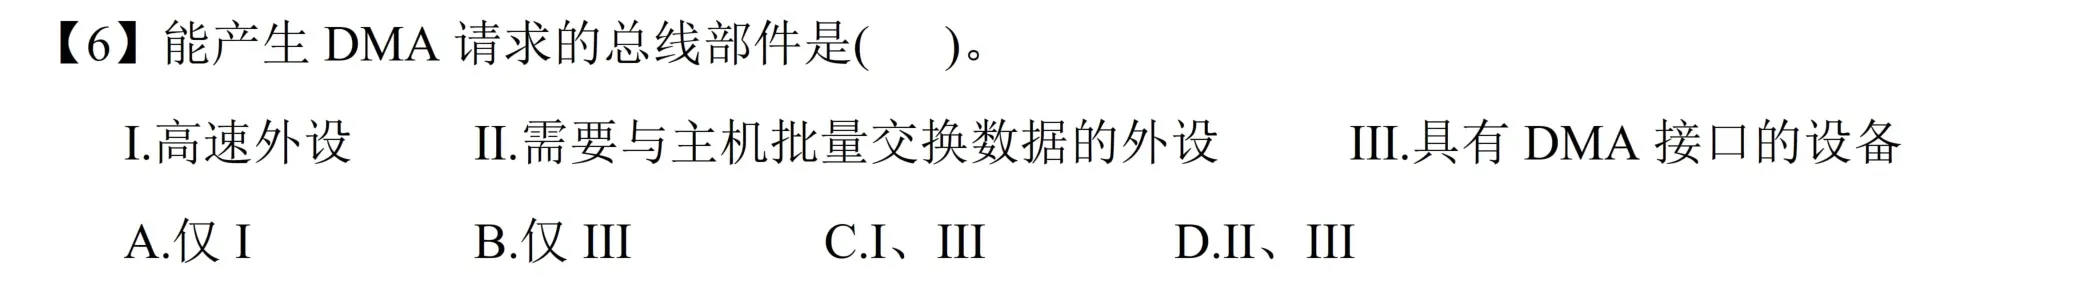 【6】能产生 DMA 请求的总线部件是(    )。
I.高速外设    II.需要与主机批量交换数据的外设    III.具有 DMA 接口的设备
A.仅 I    B.仅 III    C.I、III    D.II、III